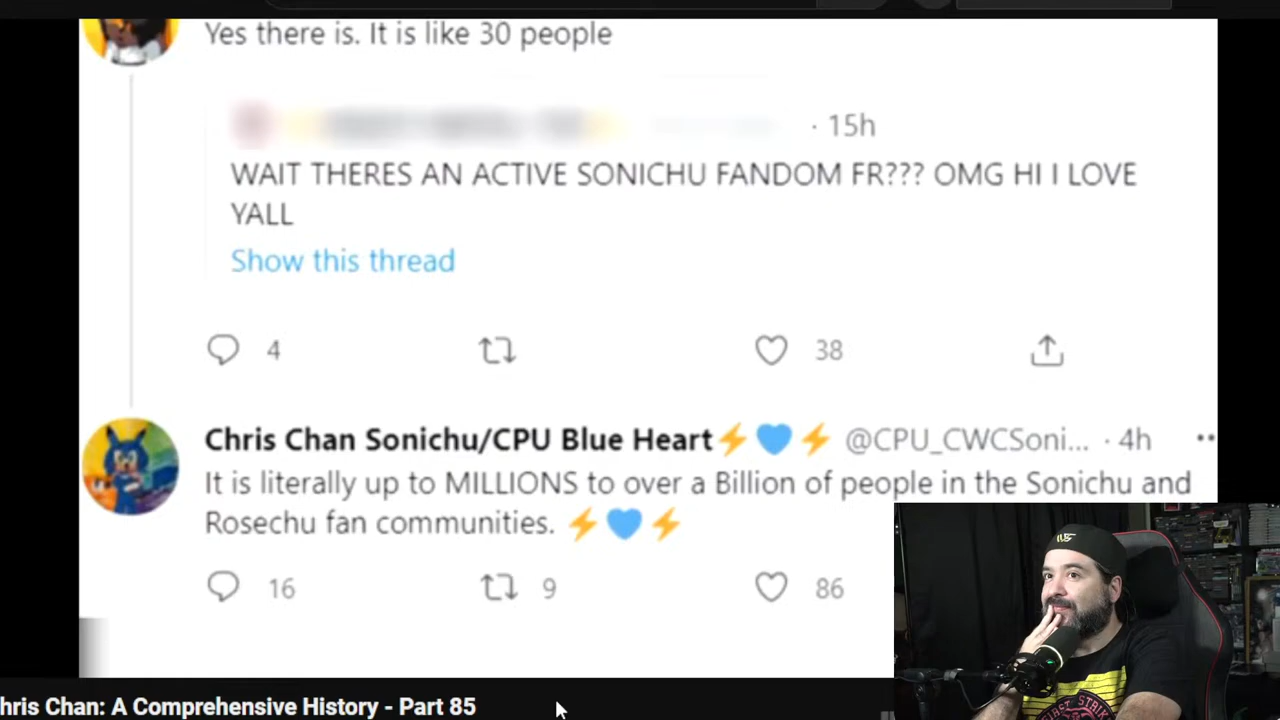 Yes there is. It is like 30 people
· 15h
WAIT THERES AN ACTIVE SONICHU FANDOM FR??? OMG HI I LOVE
YALL
Show this thread
4
38
Chris Chan Sonichu/CPU Blue Heart⚡💙⚡ @CPU_CWCSoni... · 4h
It is literally up to MILLIONS to over a Billion of people in the Sonichu and
Rosechu fan communities. ⚡💙⚡
16
9
86
FIRST STRIKE
hris Chan: A Comprehensive History - Part 85